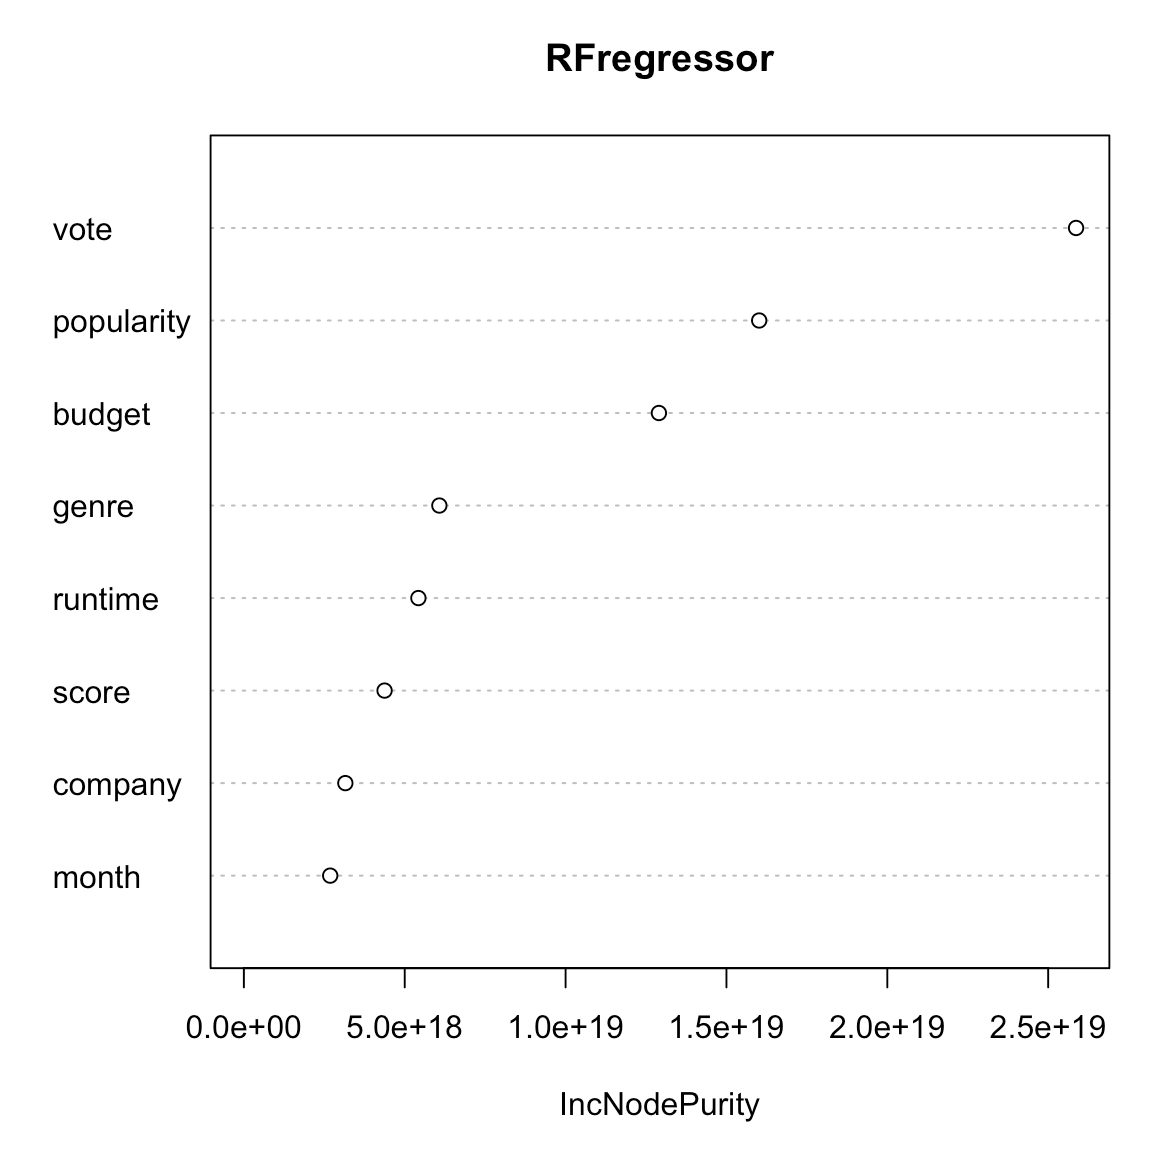 RFregressor
vote
popularity
budget
genre
runtime
score
company
month
0.0e+00 5.0e+18 1.0e+19 1.5e+19 2.0e+19 2.5e+19
IncNodePurity